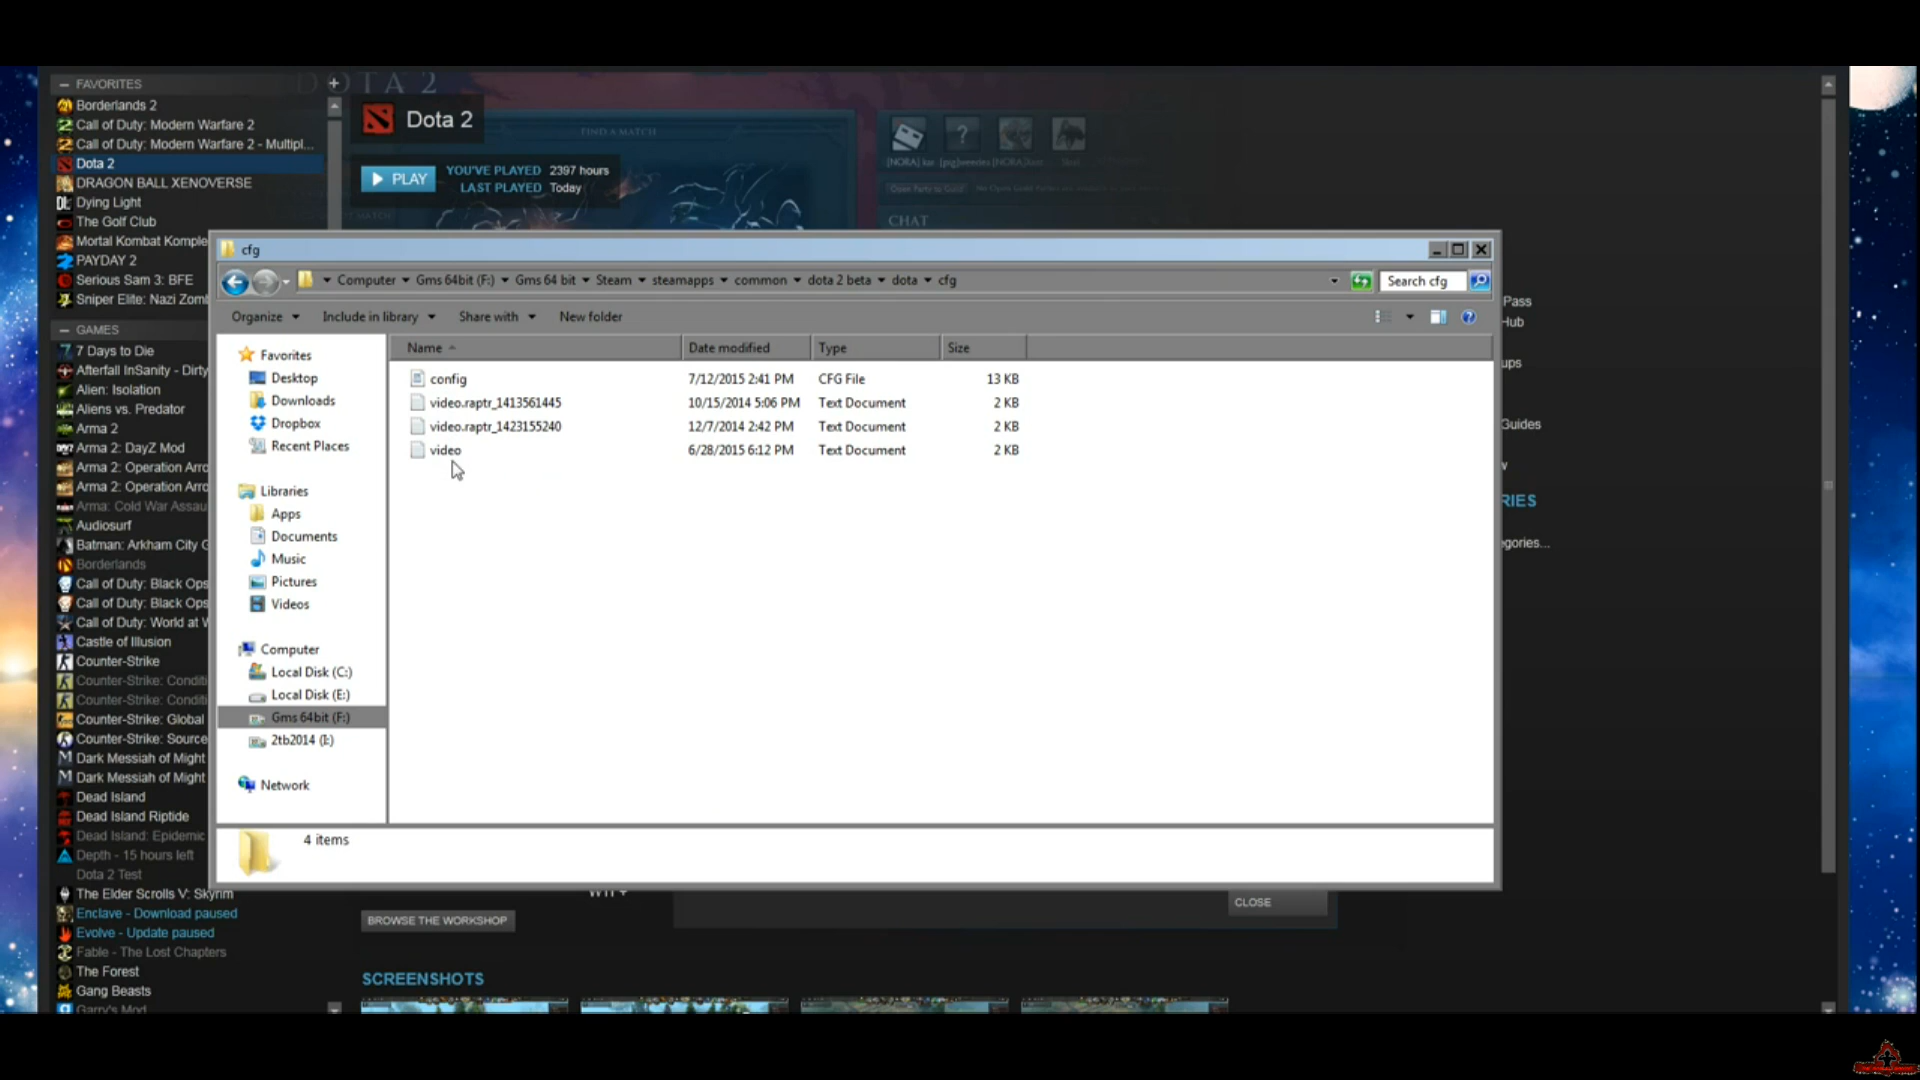 FAVORITES
Borderlands 2
Call of Duty: Modern Warfare 2
Call of Duty: Modern Warfare 2 - Multipl...
Dota 2
DRAGON BALL XENOVERSE
Dying Light
The Golf Club
Mortal Kombat Komple
PAYDAY 2
Serious Sam 3: BFE
Sniper Elite: Nazi Zom
GAMES
7 Days to Die
Afterfall InSanity - Dirty
Alien: Isolation
Aliens vs. Predator
Arma 2
Arma 2: DayZ Mod
Arma 2: Operation Arro
Arma 2: Operation Arro
Arma: Cold War Assau
Audiosurf
Batman: Arkham City G
Borderlands
Call of Duty: Black Ops
Call of Duty: Black Ops
Call of Duty: World at W
Castle of Illusion
Counter-Strike
Counter-Strike: Conditi
Counter-Strike: Conditi
Counter-Strike: Global
Counter-Strike: Source
Dark Messiah of Might
Dark Messiah of Might
Dead Island
Dead Island Riptide
Dead Island: Epidemic
Depth - 15 hours left
Dota 2 Test
The Elder Scrolls V: Skyrim
Enclave - Download paused
Evolve - Update paused
Fable - The Lost Chapters
The Forest
Gang Beasts
Garry's Mod
DOTA 2
Dota 2
FIND A MATCH
PLAY
YOU'VE PLAYED 2397 hours
LAST PLAYED Today
CHAT
cfg
Computer Gms 64bit (F:) Gms 64 bit Steam steamapps common dota 2 beta dota cfg
Search cfg
Organize Include in library Share with New folder
Favorites
Desktop
Downloads
Dropbox
Recent Places
Libraries
Apps
Documents
Music
Pictures
Videos
Computer
Local Disk (C:)
Local Disk (E:)
Gms 64bit (F:)
2tb2014 (I:)
Network
Name Date modified Type Size
config 7/12/2015 2:41 PM CFG File 13 KB
video.raptr_1413561445 10/15/2014 5:06 PM Text Document 2 KB
video.raptr_1423155240 12/7/2014 2:42 PM Text Document 2 KB
video 6/28/2015 6:12 PM Text Document 2 KB
4 items
Pass
Hub
ups
Guides
RIES
egories...
CLOSE
BROWSE THE WORKSHOP
SCREENSHOTS